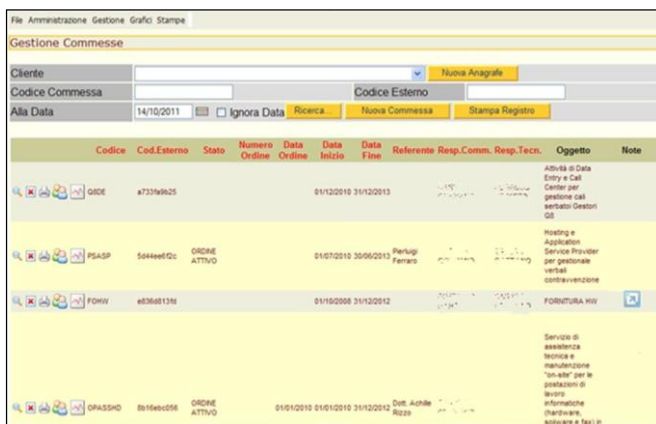 File Amministrazione Gestione Grafici Stampe
Gestione Commesse
Cliente Nuova Anagrafe
Codice Commessa Codice Esterno
Alla Data 14/10/2011 Ignora Data Ricerca... Nuova Commessa Stampa Registro
Codice Cod.Esterno Stato Numero Ordine Data Ordine Data Inizio Data Fine Referente Resp.Comm. Resp.Tecn. Oggetto Note
Q8DE a733fa9b25 01/12/2010 31/12/2013
Attività di Data
Entry e Call
Center per
gestione call
serbatoi Gestori
Q8
PSASP 5d44ee6f2c ORDINE ATTIVO 01/07/2010 30/06/2013 Pierluigi Ferraro
Hosting e
Application
Service Provider
per gestionale
verbali
contravvenzione
FOHW e836d813fd 01/10/2008 31/12/2012 FORNITURA HW
OPASSHD 8b16ebc056 ORDINE ATTIVO 01/01/2010 01/01/2010 31/12/2012 Dott. Achille Rizzo
Servizio di
assistenza
tecnica e
manutenzione
"on-site" per le
postazioni di
lavoro
informatiche
(hardware,
software e fax) in